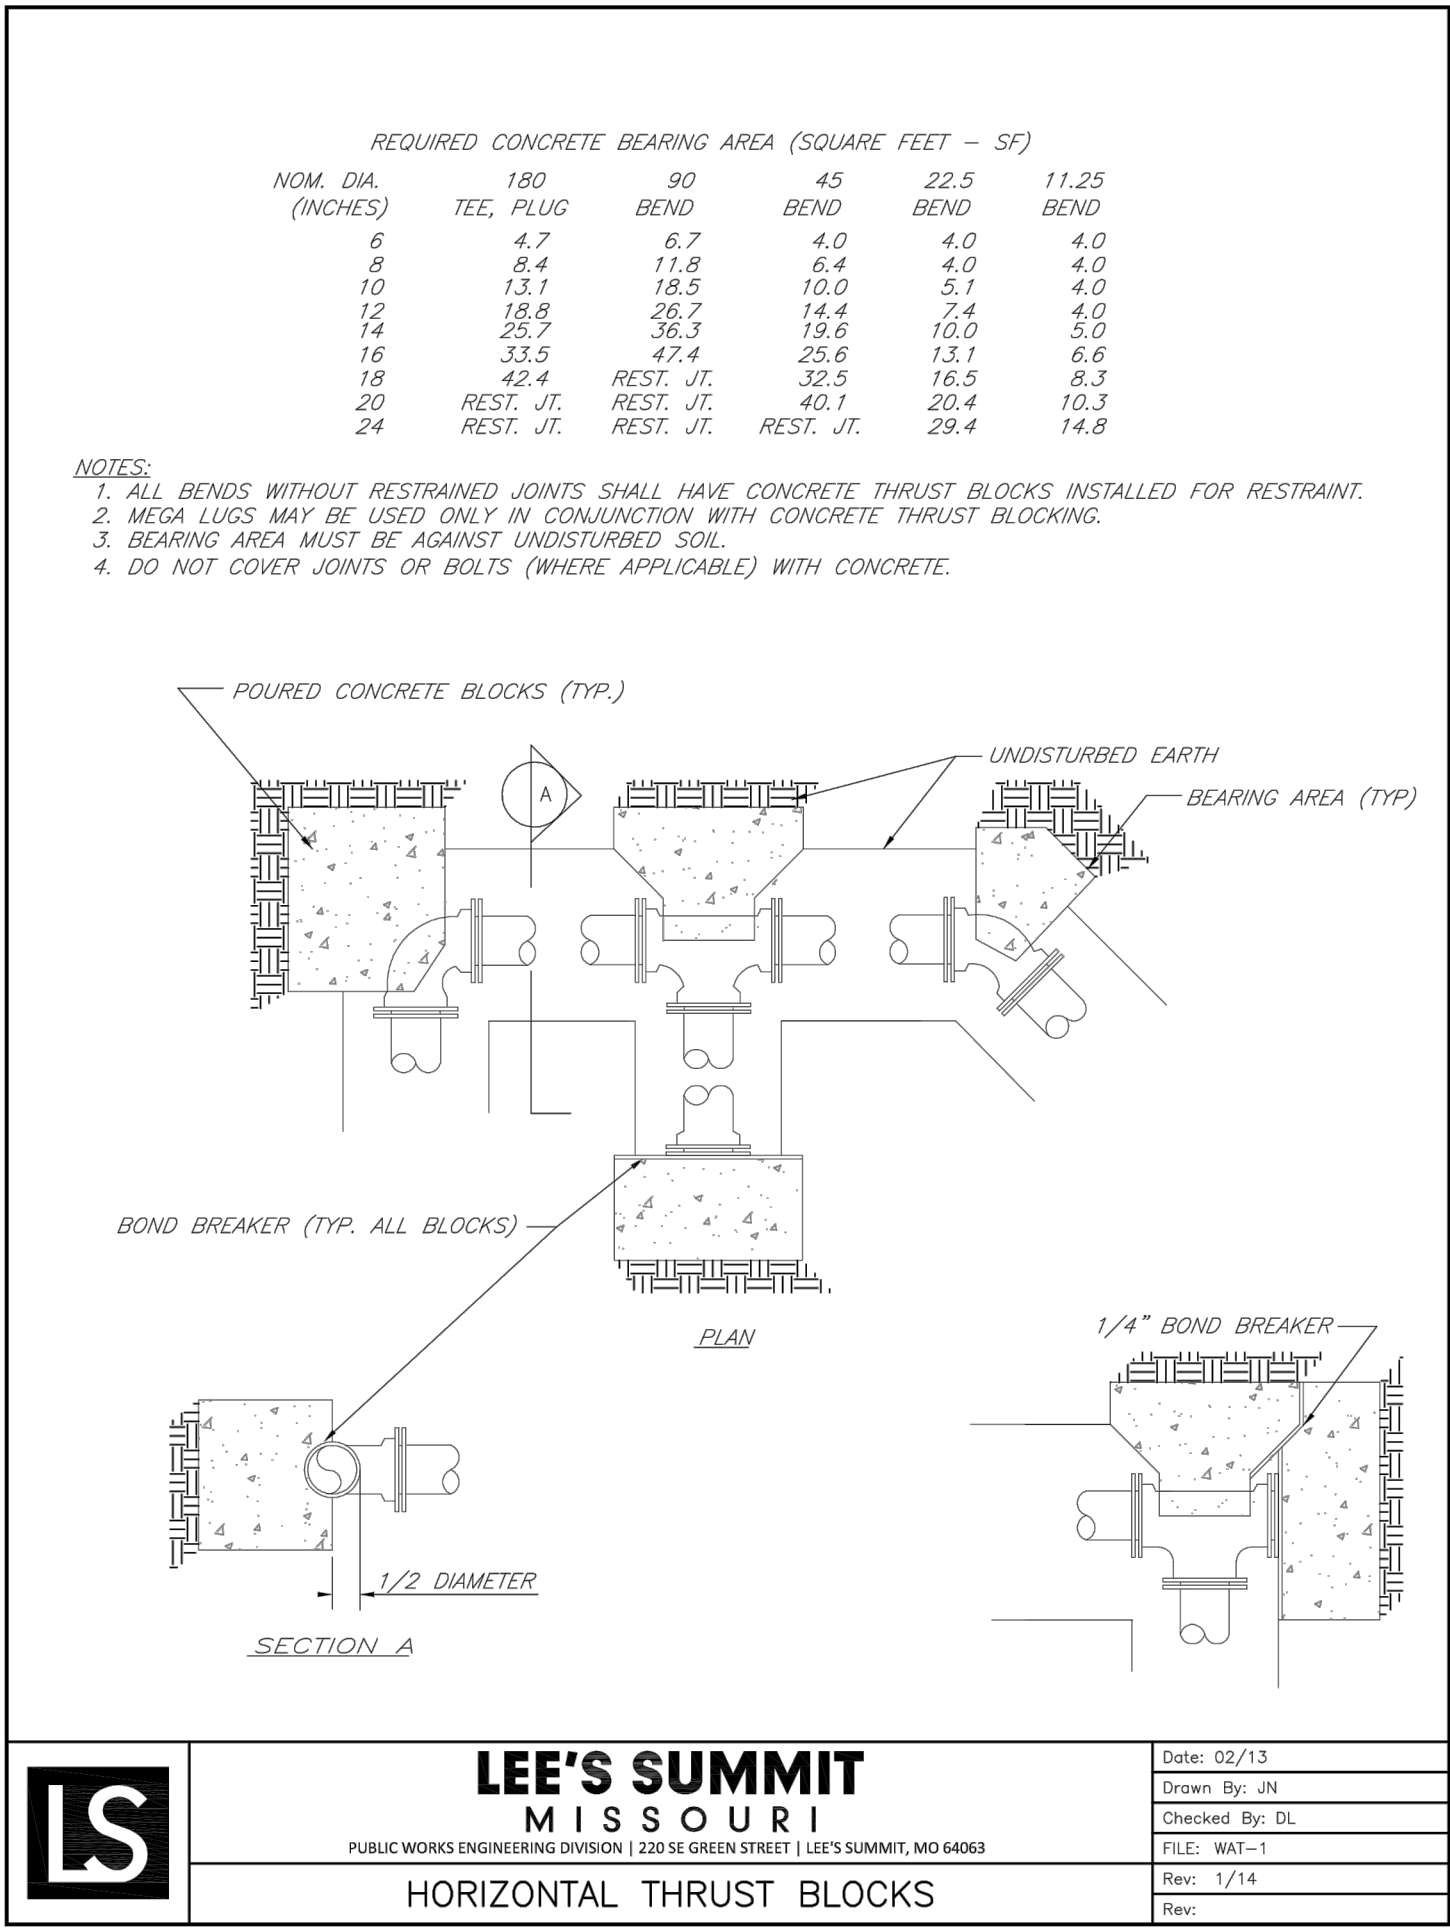 REQUIRED CONCRETE BEARING AREA (SQUARE FEET – SF)
NOM. DIA. 180 90 45 22.5 11.25
(INCHES) TEE, PLUG BEND BEND BEND BEND
6 4.7 6.7 4.0 4.0 4.0
8 8.4 11.8 6.4 4.0 4.0
10 13.1 18.5 10.0 5.1 4.0
12 18.8 26.7 14.4 7.4 4.0
14 25.7 36.3 19.6 10.0 5.0
16 33.5 47.4 25.6 13.1 6.6
18 42.4 REST. JT. 32.5 16.5 8.3
20 REST. JT. REST. JT. 40.1 20.4 10.3
24 REST. JT. REST. JT. REST. JT. 29.4 14.8
NOTES:
1. ALL BENDS WITHOUT RESTRAINED JOINTS SHALL HAVE CONCRETE THRUST BLOCKS INSTALLED FOR RESTRAINT.
2. MEGA LUGS MAY BE USED ONLY IN CONJUNCTION WITH CONCRETE THRUST BLOCKING.
3. BEARING AREA MUST BE AGAINST UNDISTURBED SOIL.
4. DO NOT COVER JOINTS OR BOLTS (WHERE APPLICABLE) WITH CONCRETE.
POURED CONCRETE BLOCKS (TYP.)
UNDISTURBED EARTH
A
BEARING AREA (TYP)
BOND BREAKER (TYP. ALL BLOCKS)
PLAN
1/4" BOND BREAKER
1/2 DIAMETER
SECTION A
LS
LEE'S SUMMIT
MISSOURI
PUBLIC WORKS ENGINEERING DIVISION | 220 SE GREEN STREET | LEE'S SUMMIT, MO 64063
HORIZONTAL THRUST BLOCKS
Date: 02/13
Drawn By: JN
Checked By: DL
FILE: WAT–1
Rev: 1/14
Rev: